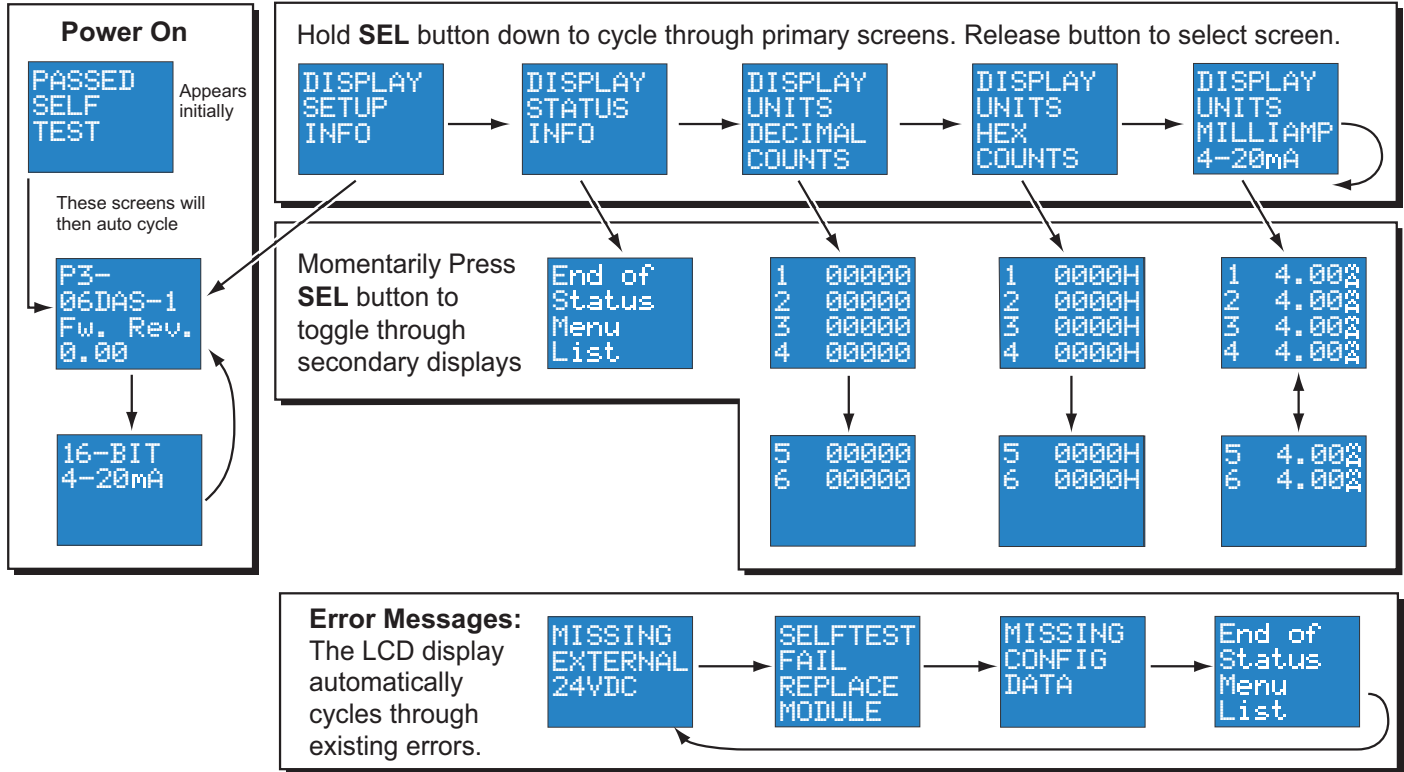 Power On
PASSED
SELF
TEST
Appears
initially
These screens will
then auto cycle
P3-
06DAS-1
Fw. Rev.
0.00
16-BIT
4-20mA
Hold SEL button down to cycle through primary screens. Release button to select screen.
DISPLAY
SETUP
INFO
DISPLAY
STATUS
INFO
DISPLAY
UNITS
DECIMAL
COUNTS
DISPLAY
UNITS
HEX
COUNTS
DISPLAY
UNITS
MILLIAMP
4-20mA
Momentarily Press
SEL button to
toggle through
secondary displays
End of
Status
Menu
List
1 00000
2 00000
3 00000
4 00000
1 0000H
2 0000H
3 0000H
4 0000H
1 4.00
2 4.00
3 4.00
4 4.00
5 00000
6 00000
5 0000H
6 0000H
5 4.00
6 4.00
Error Messages:
The LCD display
automatically
cycles through
existing errors.
MISSING
EXTERNAL
24VDC
SELFTEST
FAIL
REPLACE
MODULE
MISSING
CONFIG
DATA
End of
Status
Menu
List